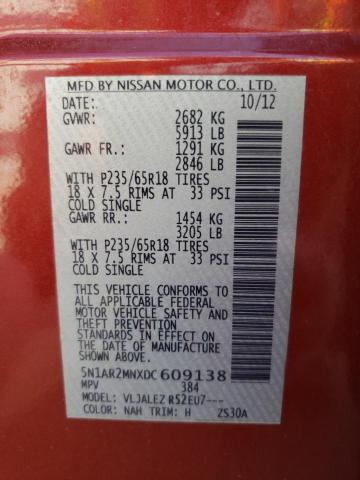 MFD BY NISSAN MOTOR CO., LTD.
DATE: 10/12
GVWR: 2682 KG
5913 LB
GAWR FR.: 1291 KG
2846 LB
WITH P235/65R18 TIRES
18 X 7.5 RIMS AT 33 PSI
COLD SINGLE
GAWR RR.: 1454 KG
3205 LB
WITH P235/65R18 TIRES
18 X 7.5 RIMS AT 33 PSI
COLD SINGLE
THIS VEHICLE CONFORMS TO
ALL APPLICABLE FEDERAL
MOTOR VEHICLE SAFETY AND
THEFT PREVENTION
STANDARDS IN EFFECT ON THE
DATE OF MANUFACTURE SHOWN
ABOVE.
5N1AR2MNXDC609138
MPV 384
MODEL: VLJALEZ R52EU7---
COLOR: NAH TRIM: H ZS30A